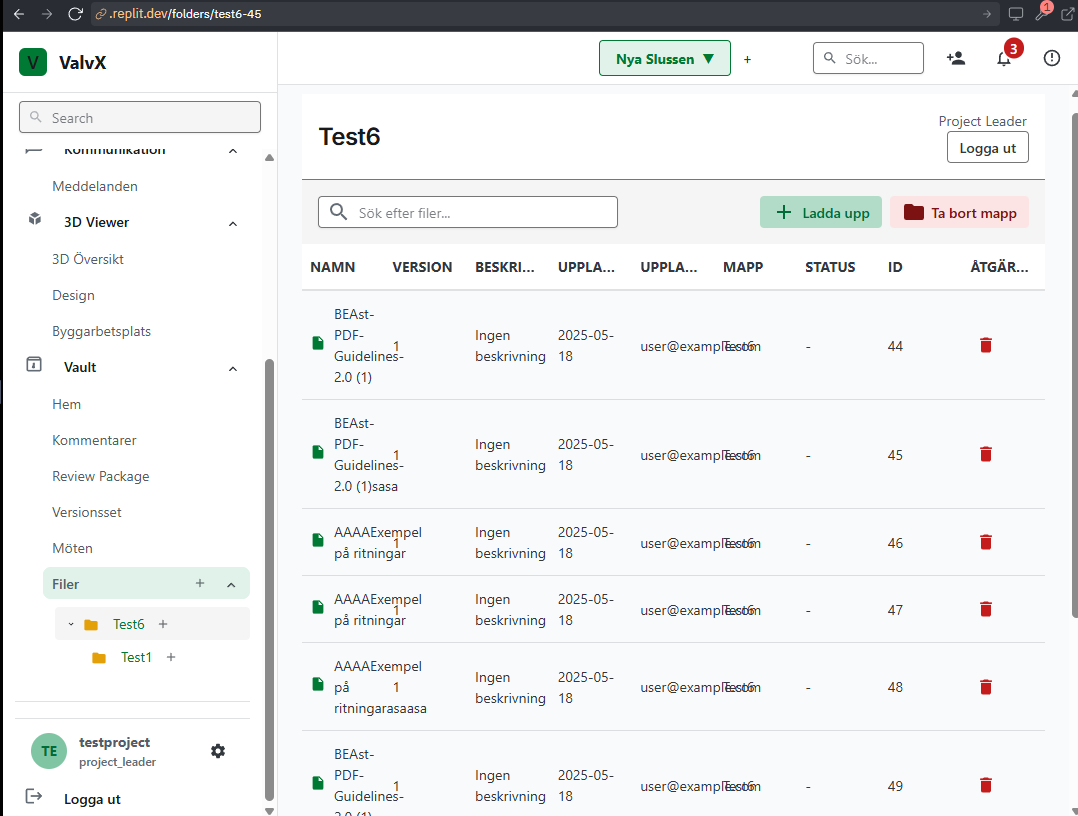 .replit.dev/folders/test6-45
1
V ValvX
Nya Slussen ▼ +
Sök...
3
Search
Kommunikation
Meddelanden
3D Viewer
3D Översikt
Design
Byggarbetsplats
Vault
Hem
Kommentarer
Review Package
Versionsset
Möten
Filer +
Test6 +
Test1 +
TE
testproject
project_leader
Logga ut
Test6
Project Leader
Logga ut
Sök efter filer...
+ Ladda upp
Ta bort mapp
NAMN VERSION BESKRI... UPPLA... UPPLA... MAPP STATUS ID ÅTGÄR...
BEAst-
PDF-
Guidelines-
2.0 (1)
1
Ingen
beskrivning
2025-05-
18
user@example.com
Test6
-
44
BEAst-
PDF-
Guidelines-
2.0 (1)sasa
1
Ingen
beskrivning
2025-05-
18
user@example.com
Test6
-
45
AAAAExempel
på ritningar
1
Ingen
beskrivning
2025-05-
18
user@example.com
Test6
-
46
AAAAExempel
på ritningar
1
Ingen
beskrivning
2025-05-
18
user@example.com
Test6
-
47
AAAAExempel
på
ritningarasaasa
1
Ingen
beskrivning
2025-05-
18
user@example.com
Test6
-
48
BEAst-
PDF-
Guidelines-
2.0 (1)
1
Ingen
beskrivning
2025-05-
18
user@example.com
Test6
-
49